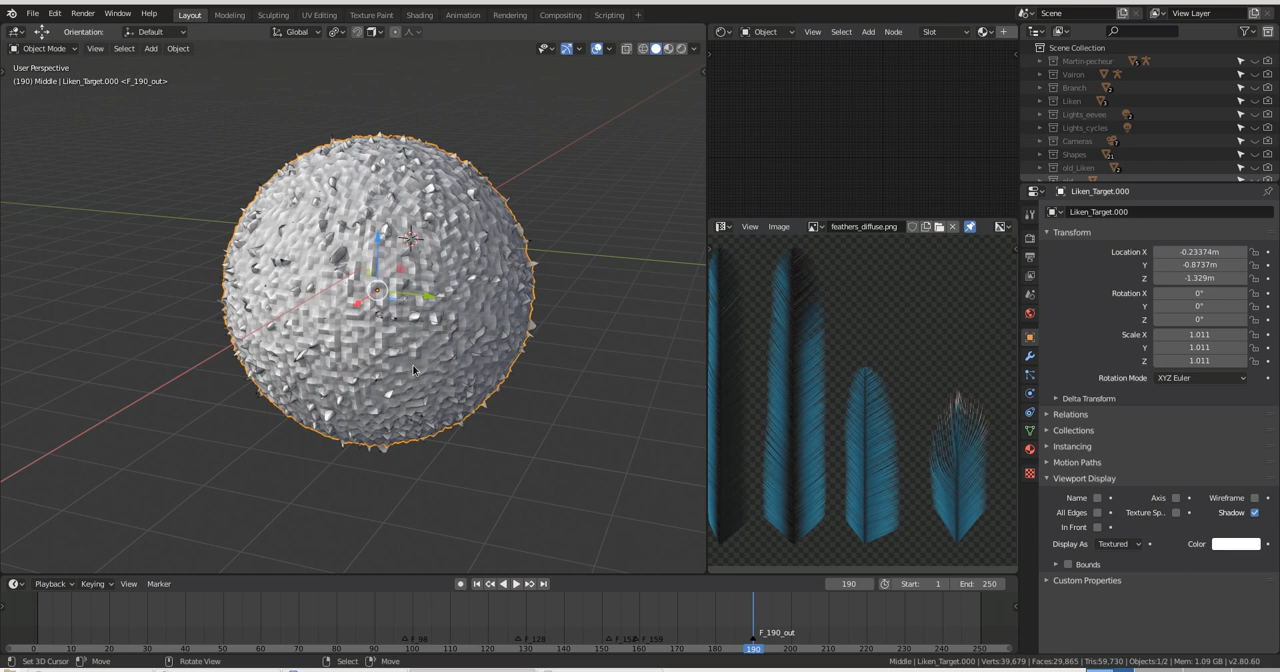 File Edit Render Window Help Layout Modeling Sculpting UV Editing Texture Paint Shading Animation Rendering Compositing Scripting + Scene View Layer
Orientation: Default Global
Object Mode View Select Add Object
User Perspective
(190) Middle | Liken_Target.000 <F_190_out>
Object View Select Add Node Slot
View Image feathers_diffuse.png
Scene Collection
Martin-pecheur 5
Vairon
Branch 2
Liken
Lights_eevee 2
Lights_cycles
Cameras 7
Shapes 21
old_Liken 2
Liken_Target.000
Liken_Target.000
Transform
Location X -0.23374m
Y -0.8737m
Z -1.329m
Rotation X 0°
Y 0°
Z 0°
Scale X 1.011
Y 1.011
Z 1.011
Rotation Mode XYZ Euler
Delta Transform
Relations
Collections
Instancing
Motion Paths
Viewport Display
Name Axis Wireframe
All Edges Texture Sp.. Shadow
In Front
Display As Textured Color
Bounds
Custom Properties
Playback Keying View Marker 190 Start: 1 End: 250
F_98 F_128 F_159 F_190_out
0 10 20 30 40 50 60 70 80 90 100 110 120 130 140 150 160 170 180 190 200 210 220 230 240 250
Set 3D Cursor Move Rotate View Select Move Middle | Liken_Target.000 | Verts:39,679 | Faces:29,865 | Tris:59,730 | Objects:1/2 | Mem: 1.09 GB | v2.80.60